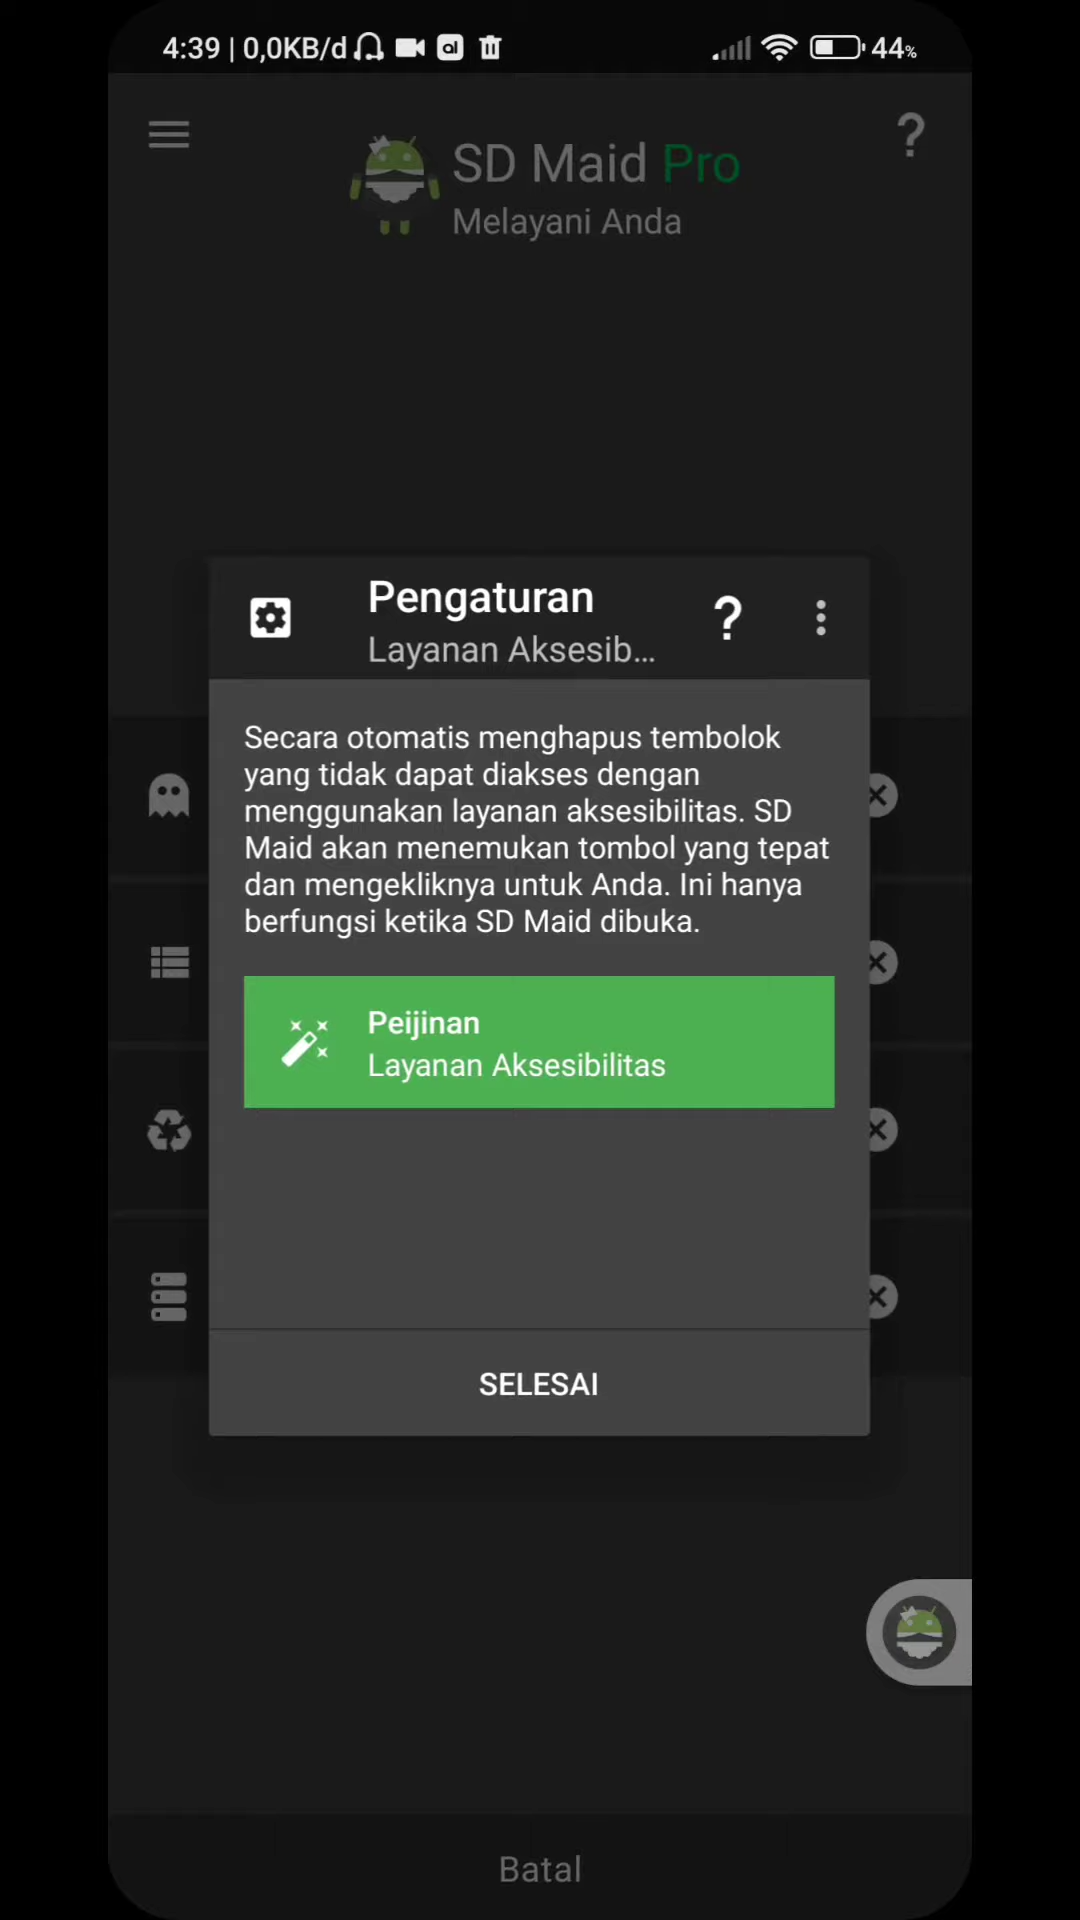 4:39 | 0,0KB/d
44%
SD Maid Pro
Melayani Anda
Pengaturan
Layanan Aksesib...
Secara otomatis menghapus tembolok
yang tidak dapat diakses dengan
menggunakan layanan aksesibilitas. SD
Maid akan menemukan tombol yang tepat
dan mengekliknya untuk Anda. Ini hanya
berfungsi ketika SD Maid dibuka.
Peijinan
Layanan Aksesibilitas
SELESAI
Batal